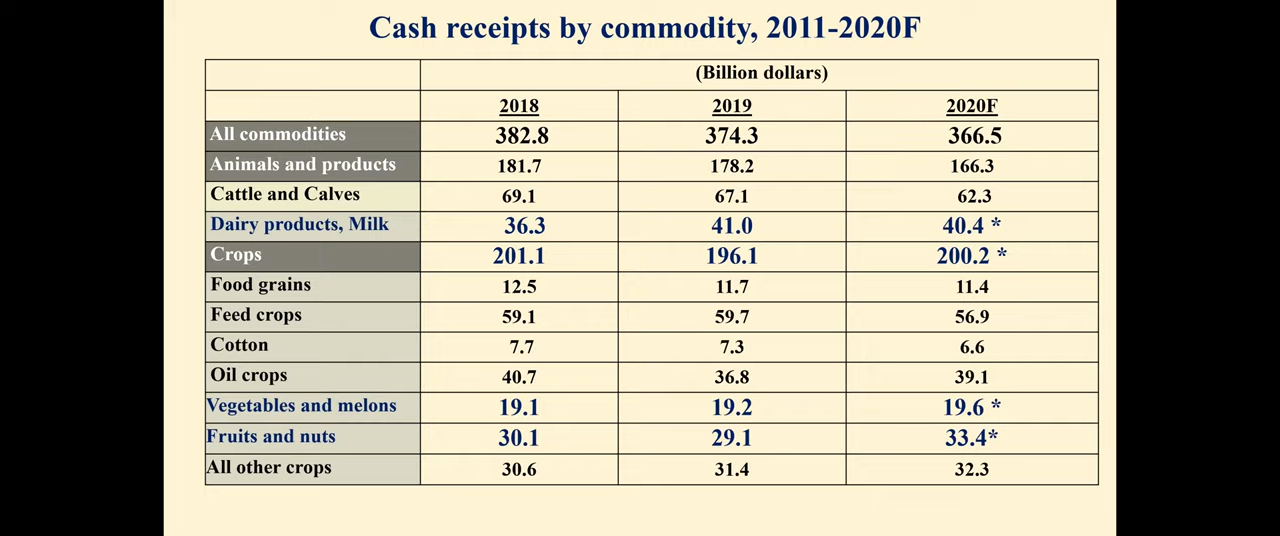 Cash receipts by commodity, 2011-2020F
(Billion dollars)
2018 2019 2020F
All commodities 382.8 374.3 366.5
Animals and products 181.7 178.2 166.3
Cattle and Calves 69.1 67.1 62.3
Dairy products, Milk 36.3 41.0 40.4 *
Crops 201.1 196.1 200.2 *
Food grains 12.5 11.7 11.4
Feed crops 59.1 59.7 56.9
Cotton 7.7 7.3 6.6
Oil crops 40.7 36.8 39.1
Vegetables and melons 19.1 19.2 19.6 *
Fruits and nuts 30.1 29.1 33.4*
All other crops 30.6 31.4 32.3